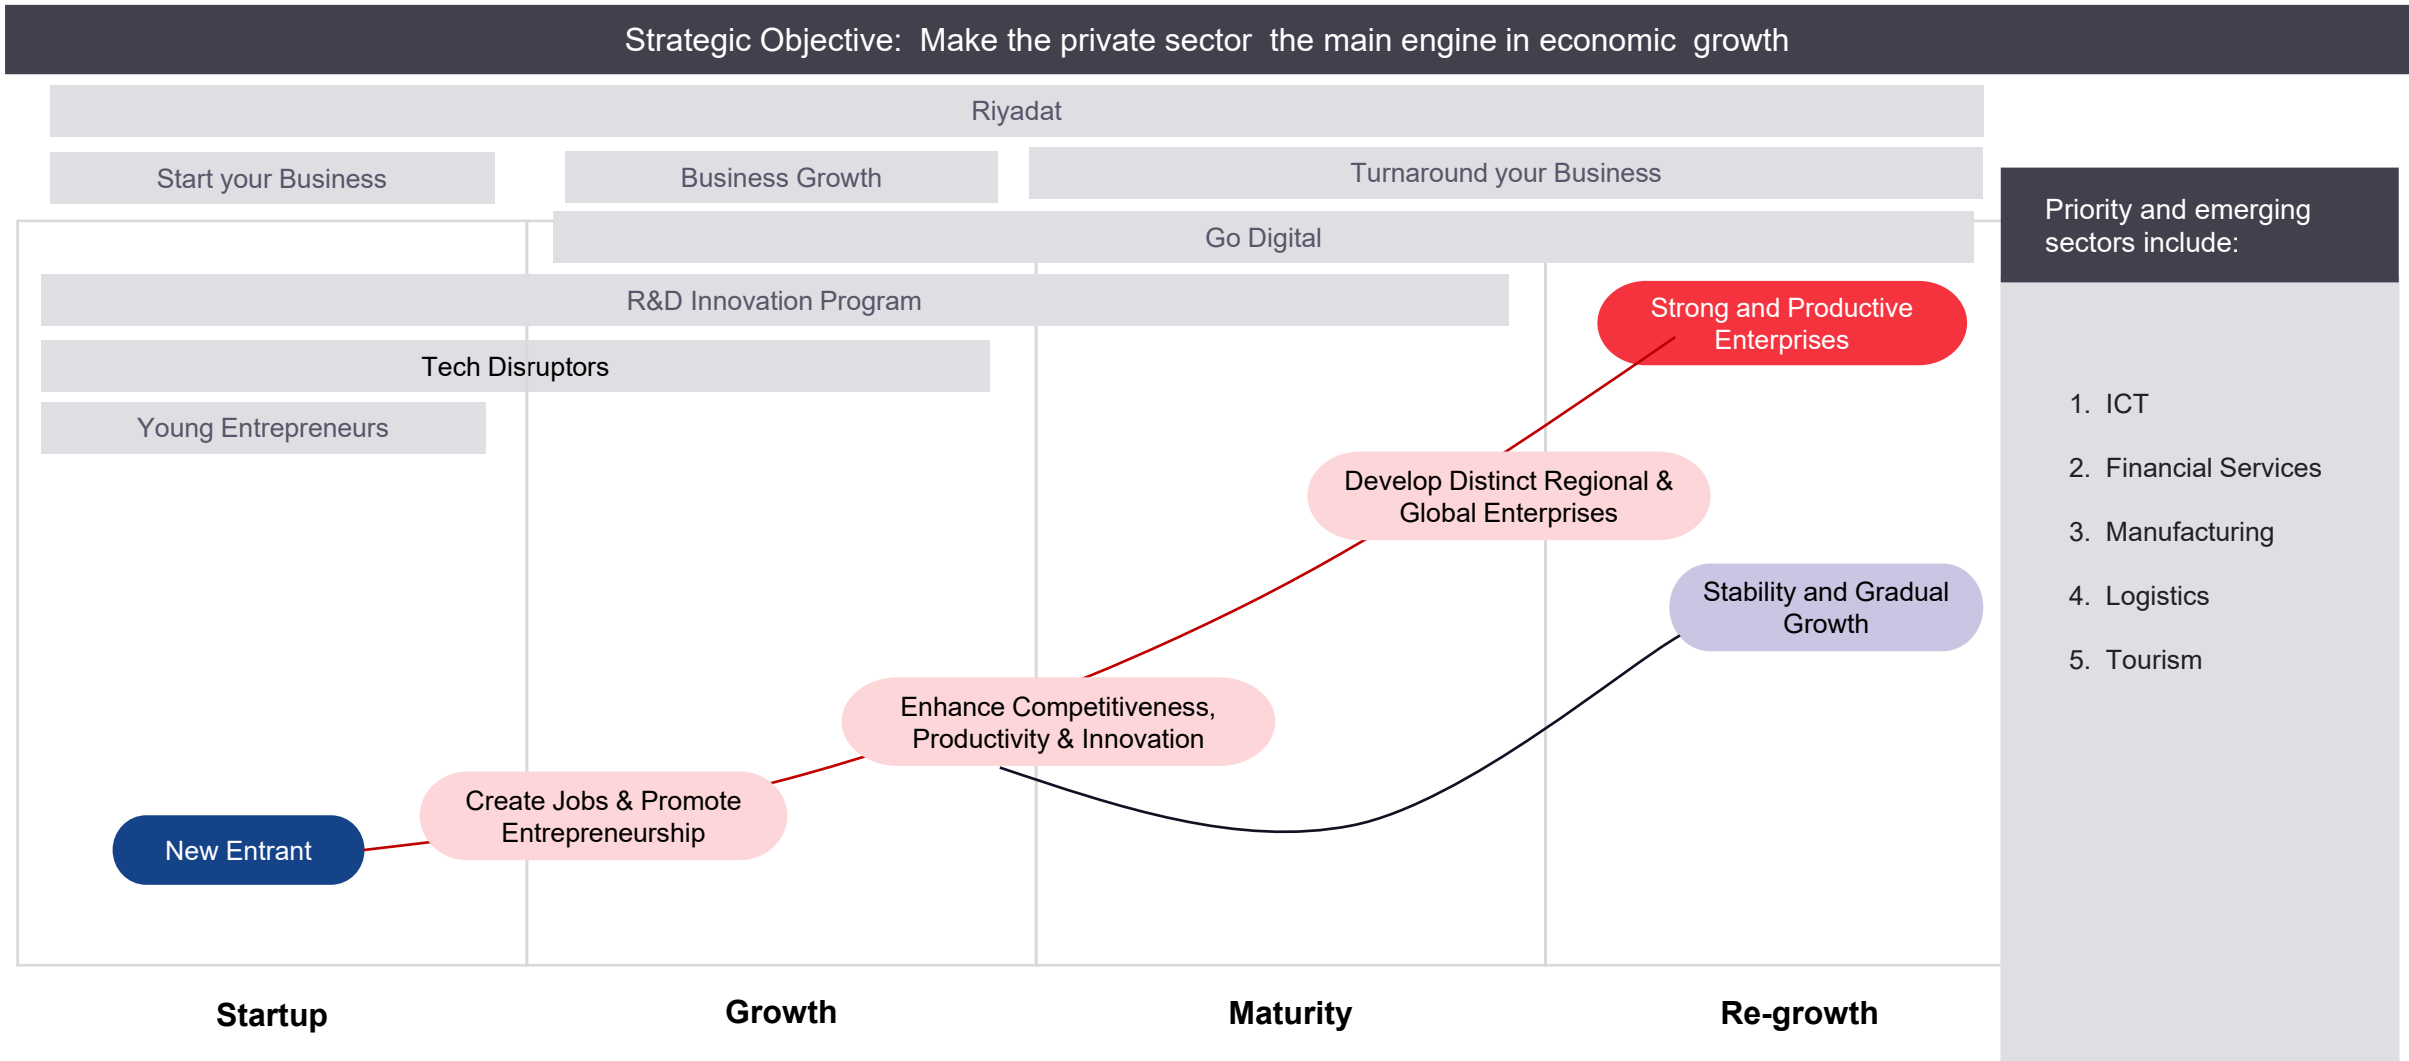 Strategic Objective: Make the private sector the main engine in economic growth
Riyadat
Start your Business
Business Growth
Turnaround your Business
Go Digital
R&D Innovation Program
Tech Disruptors
Young Entrepreneurs
Strong and Productive
Enterprises
Develop Distinct Regional &
Global Enterprises
Stability and Gradual
Growth
Enhance Competitiveness,
Productivity & Innovation
Create Jobs & Promote
Entrepreneurship
New Entrant
Startup
Growth
Maturity
Re-growth
Priority and emerging
sectors include:
1. ICT
2. Financial Services
3. Manufacturing
4. Logistics
5. Tourism